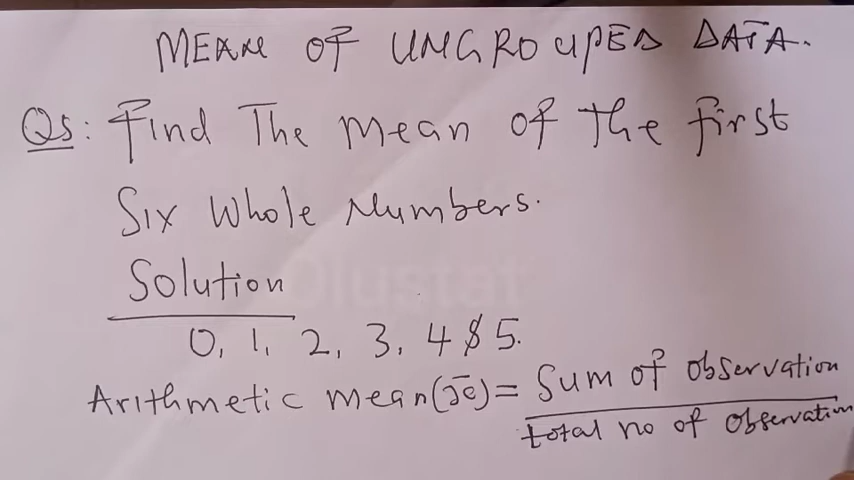 MEAN OF UNGROUPED DATA.
Qs: Find The Mean of The first
Six Whole Numbers.
Solution
Olustat
0, 1, 2, 3, 4 & 5.
Arithmetic mean (x̄) = Sum of observation
total no of observation